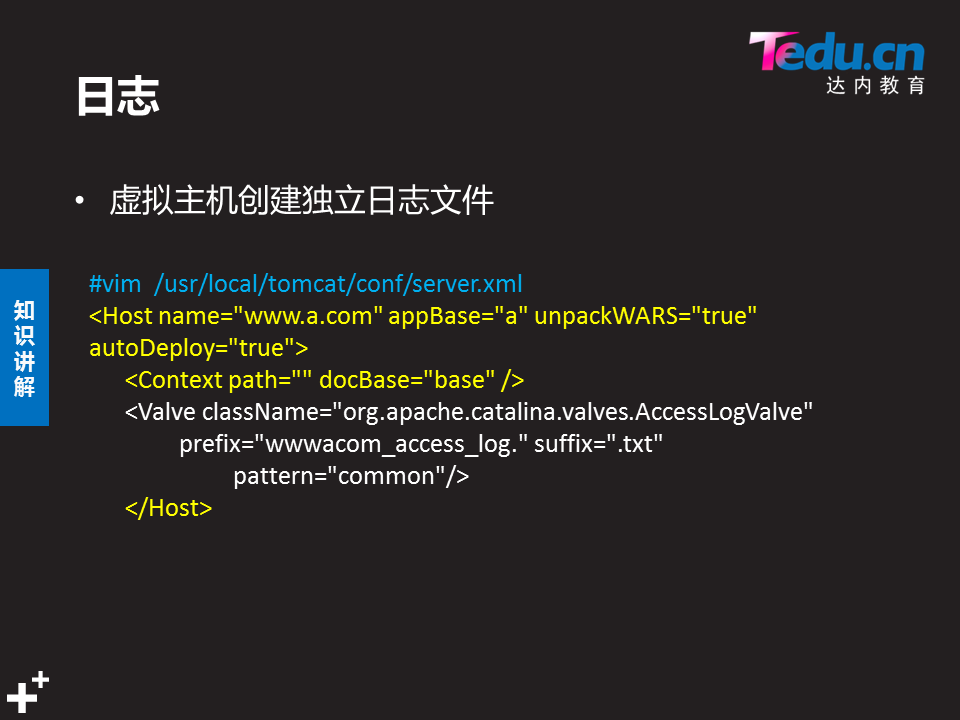 Tedu.cn
达内教育
日志
• 虚拟主机创建独立日志文件
知识讲解
#vim /usr/local/tomcat/conf/server.xml
<Host name="www.a.com" appBase="a" unpackWARS="true"
autoDeploy="true">
<Context path="" docBase="base" />
<Valve className="org.apache.catalina.valves.AccessLogValve"
prefix="wwwacom_access_log." suffix=".txt"
pattern="common"/>
</Host>